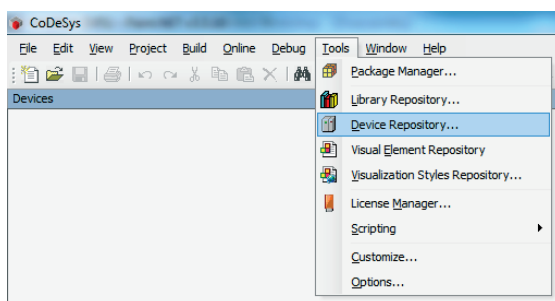 CoDeSys
File Edit View Project Build Online Debug Tools Window Help
Devices
Package Manager...
Library Repository...
Device Repository...
Visual Element Repository
Visualization Styles Repository...
License Manager...
Scripting
Customize...
Options...